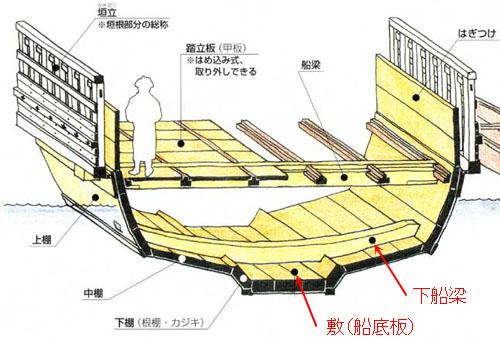 垣立
※垣根部分の総称
踏立板（甲板）
※はめ込み式、
取り外しできる
船梁
はぎつけ
上棚
中棚
下棚（根棚・カジキ）
敷(船底板)
下船梁